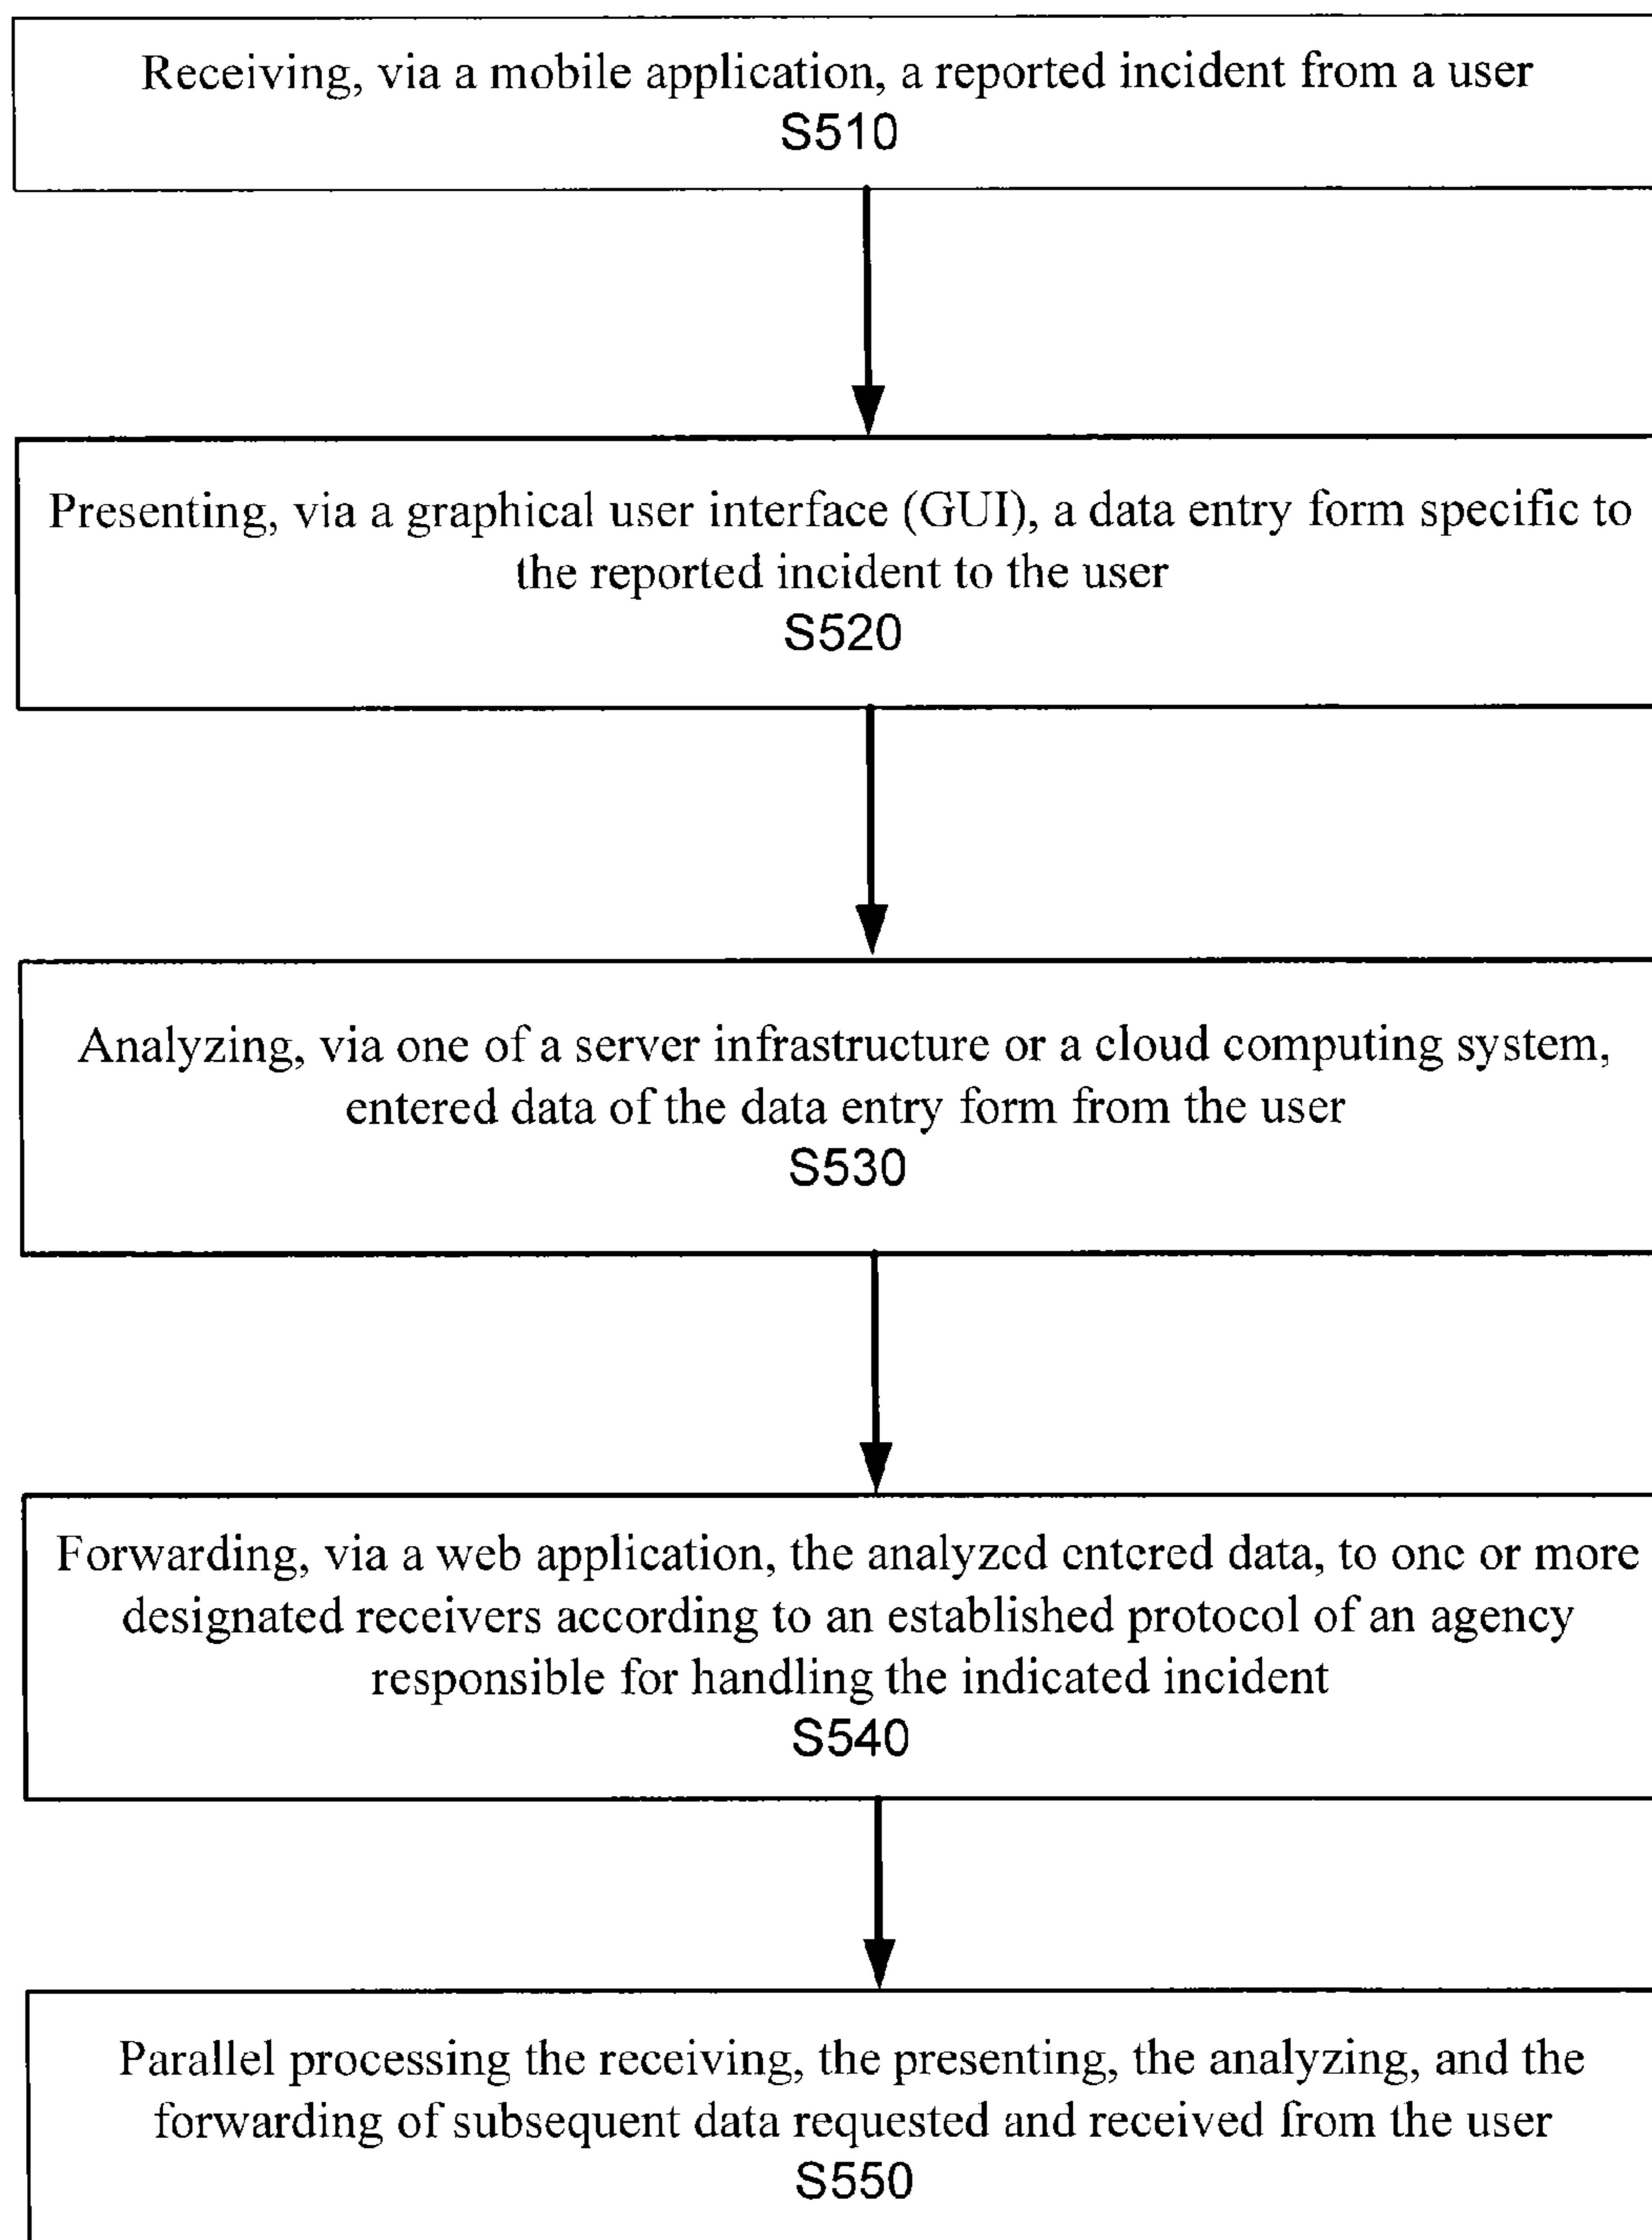 Receiving, via a mobile application, a reported incident from a user
S510
Presenting, via a graphical user interface (GUI), a data entry form specific to
the reported incident to the user
S520
Analyzing, via one of a server infrastructure or a cloud computing system,
entered data of the data entry form from the user
S530
Forwarding, via a web application, the analyzed entered data, to one or more
designated receivers according to an established protocol of an agency
responsible for handling the indicated incident
S540
Parallel processing the receiving, the presenting, the analyzing, and the
forwarding of subsequent data requested and received from the user
S550